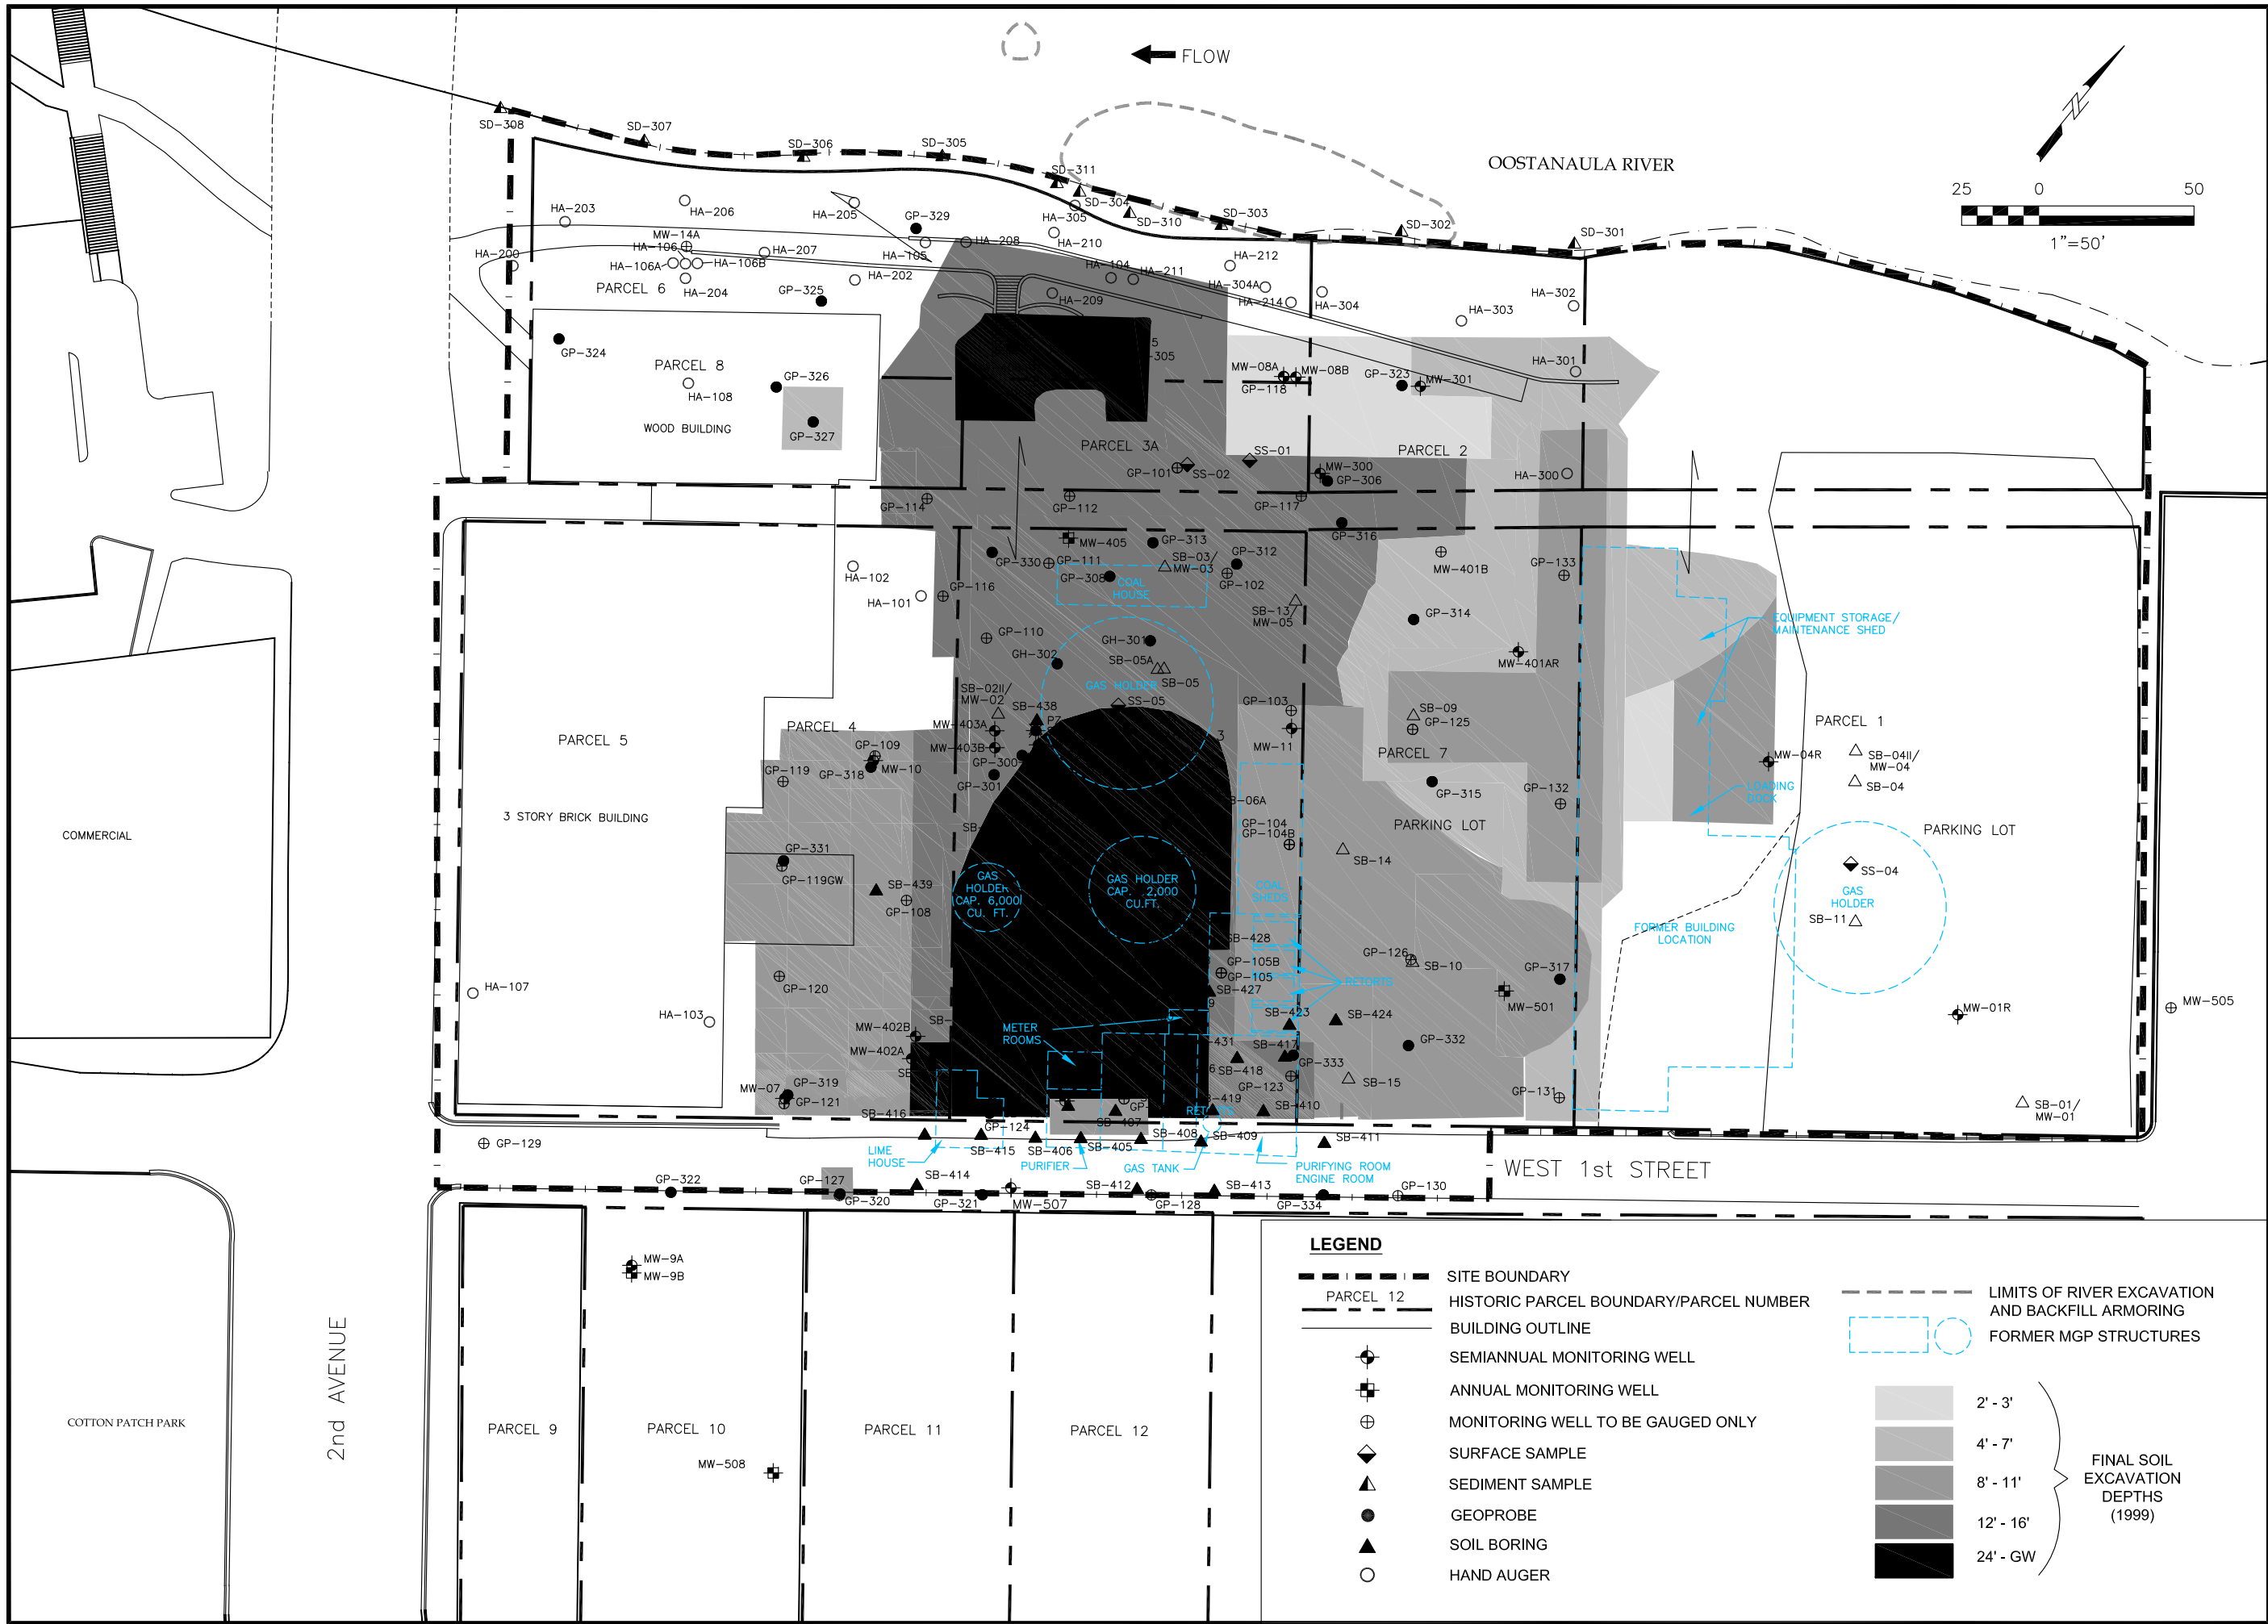 FLOW
OOSTANAULA RIVER
N
25 0 50
1"=50'
SD-308
SD-307
SD-306
SD-305
SD-311
SD-304
SD-310
SD-303
SD-302
SD-301
HA-203
HA-206
HA-205
GP-329
HA-305
HA-210
MW-14A
HA-106
HA-106A
HA-106B
HA-204
HA-207
HA-105
HA-208
HA-200
HA-202
HA-104
HA-211
HA-212
HA-304A
HA-214
HA-304
HA-303
HA-302
HA-209
PARCEL 6
GP-325
GP-324
PARCEL 8
GP-326
HA-108
GP-327
WOOD BUILDING
5
305
MW-08A
MW-08B
GP-118
GP-323
MW-301
HA-301
PARCEL 3A
PARCEL 2
GP-101
SS-02
SS-01
MW-300
GP-306
HA-300
GP-114
GP-112
GP-117
GP-316
MW-405
GP-313
GP-312
GP-330
GP-111
SB-03/
MW-03
GP-308
GP-102
COAL
HOUSE
MW-401B
GP-133
HA-102
HA-101
GP-116
SB-13/
MW-05
GP-314
EQUIPMENT STORAGE/
MAINTENANCE SHED
GP-110
GH-301
GH-302
SB-05A
SB-05
MW-401AR
GAS HOLDER
SB-02II/
MW-02
SB-438
SS-05
GP-103
SB-09
GP-125
PARCEL 1
PARCEL 4
PARCEL 5
MW-403A
PZ
MW-403B
3
MW-11
PARCEL 7
MW-04R
SB-04II/
MW-04
SB-04
GP-109
GP-318
MW-10
GP-300
GP-301
GP-119
GP-315
GP-132
LOADING
DOCK
3 STORY BRICK BUILDING
COMMERCIAL
SB-
B-06A
GP-104
GP-104B
PARKING LOT
PARKING LOT
GP-331
GP-119GW
SB-439
GP-108
GAS
HOLDER
CAP. 6,000
CU. FT.
GAS HOLDER
CAP. 2,000
CU.FT.
COAL
SHEDS
SB-14
SS-04
GAS
HOLDER
SB-11
FORMER BUILDING
LOCATION
SB-428
GP-105B
GP-105
SB-427
9
RETORTS
GP-126
SB-10
GP-317
GP-120
HA-107
HA-103
MW-501
MW-01R
MW-505
MW-402B
SB-
MW-402A
SE
METER
ROOMS
SB-423
SB-424
431
SB-417
GP-333
GP-332
6
SB-418
GP-123
SB-15
GP-131
MW-07
GP-319
GP-121
SB-416
GP-
SB-407
RETORTS
419
SB-410
SB-01/
MW-01
GP-129
GP-124
SB-415
SB-406
SB-405
SB-408
SB-409
SB-411
LIME
HOUSE
PURIFIER
GAS TANK
PURIFYING ROOM
ENGINE ROOM
WEST 1st STREET
GP-322
GP-127
GP-320
SB-414
GP-321
MW-507
SB-412
GP-128
SB-413
GP-334
GP-130
MW-9A
MW-9B
2nd AVENUE
COTTON PATCH PARK
PARCEL 9
PARCEL 10
PARCEL 11
PARCEL 12
MW-508
LEGEND
SITE BOUNDARY
PARCEL 12
HISTORIC PARCEL BOUNDARY/PARCEL NUMBER
BUILDING OUTLINE
SEMIANNUAL MONITORING WELL
ANNUAL MONITORING WELL
MONITORING WELL TO BE GAUGED ONLY
SURFACE SAMPLE
SEDIMENT SAMPLE
GEOPROBE
SOIL BORING
HAND AUGER
LIMITS OF RIVER EXCAVATION
AND BACKFILL ARMORING
FORMER MGP STRUCTURES
2' - 3'
4' - 7'
8' - 11'
12' - 16'
24' - GW
FINAL SOIL
EXCAVATION
DEPTHS
(1999)